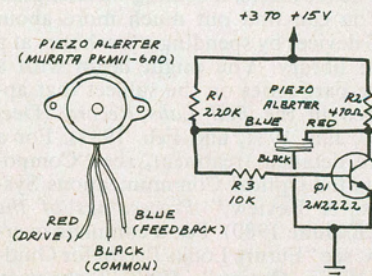 PIEZO ALERTER
(MURATA PKM11-6A0)
RED
(DRIVE)
BLUE
(FEEDBACK)
BLACK
(COMMON)
+3 TO +15V
R1
220K
PIEZO
ALERTER
BLUE
RED
BLACK
R2
470Ω
R3
10K
Q1
2N2222